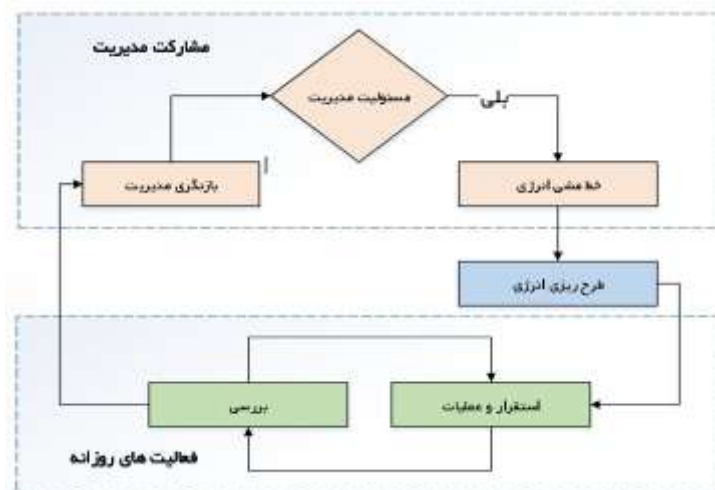 مشارکت مدیریت
مسئولیت مدیریت
بلی
بازنگری مدیریت
خط مشی انرژی
طرح ریزی انرژی
بررسی
استقرار و عملیات
فعالیت های روزانه